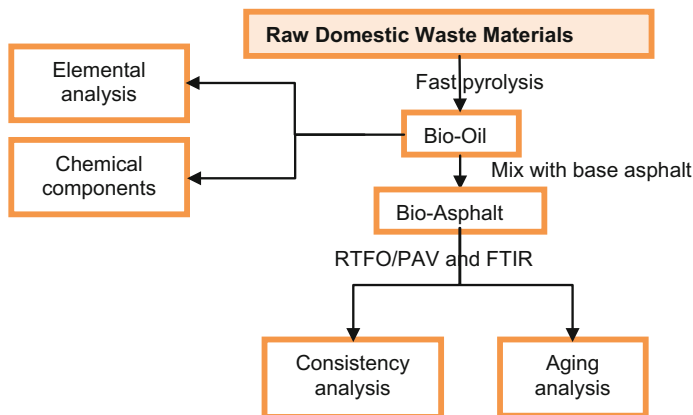 Raw Domestic Waste Materials
Elemental
analysis
Fast pyrolysis
Bio-Oil
Chemical
components
Mix with base asphalt
Bio-Asphalt
RTFO/PAV and FTIR
Consistency
analysis
Aging
analysis